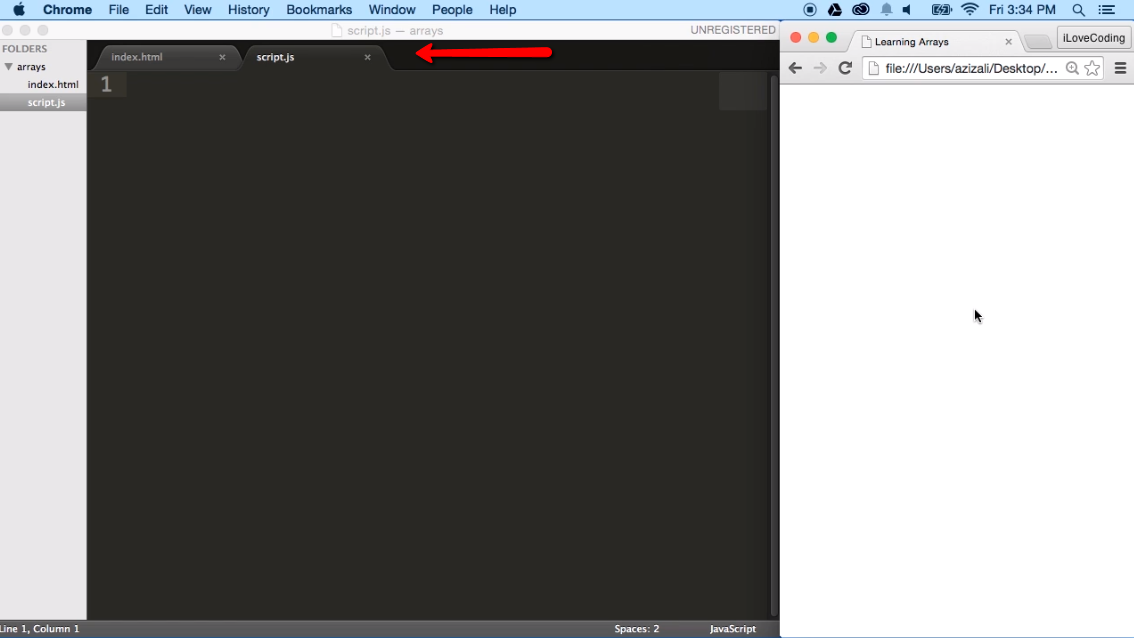 Chrome File Edit View History Bookmarks Window People Help Fri 3:34 PM
script.js — arrays UNREGISTERED
FOLDERS
arrays
index.html
script.js
index.html × script.js ×
1
Line 1, Column 1 Spaces: 2 JavaScript
Learning Arrays × iLoveCoding
file:///Users/azizali/Desktop/...